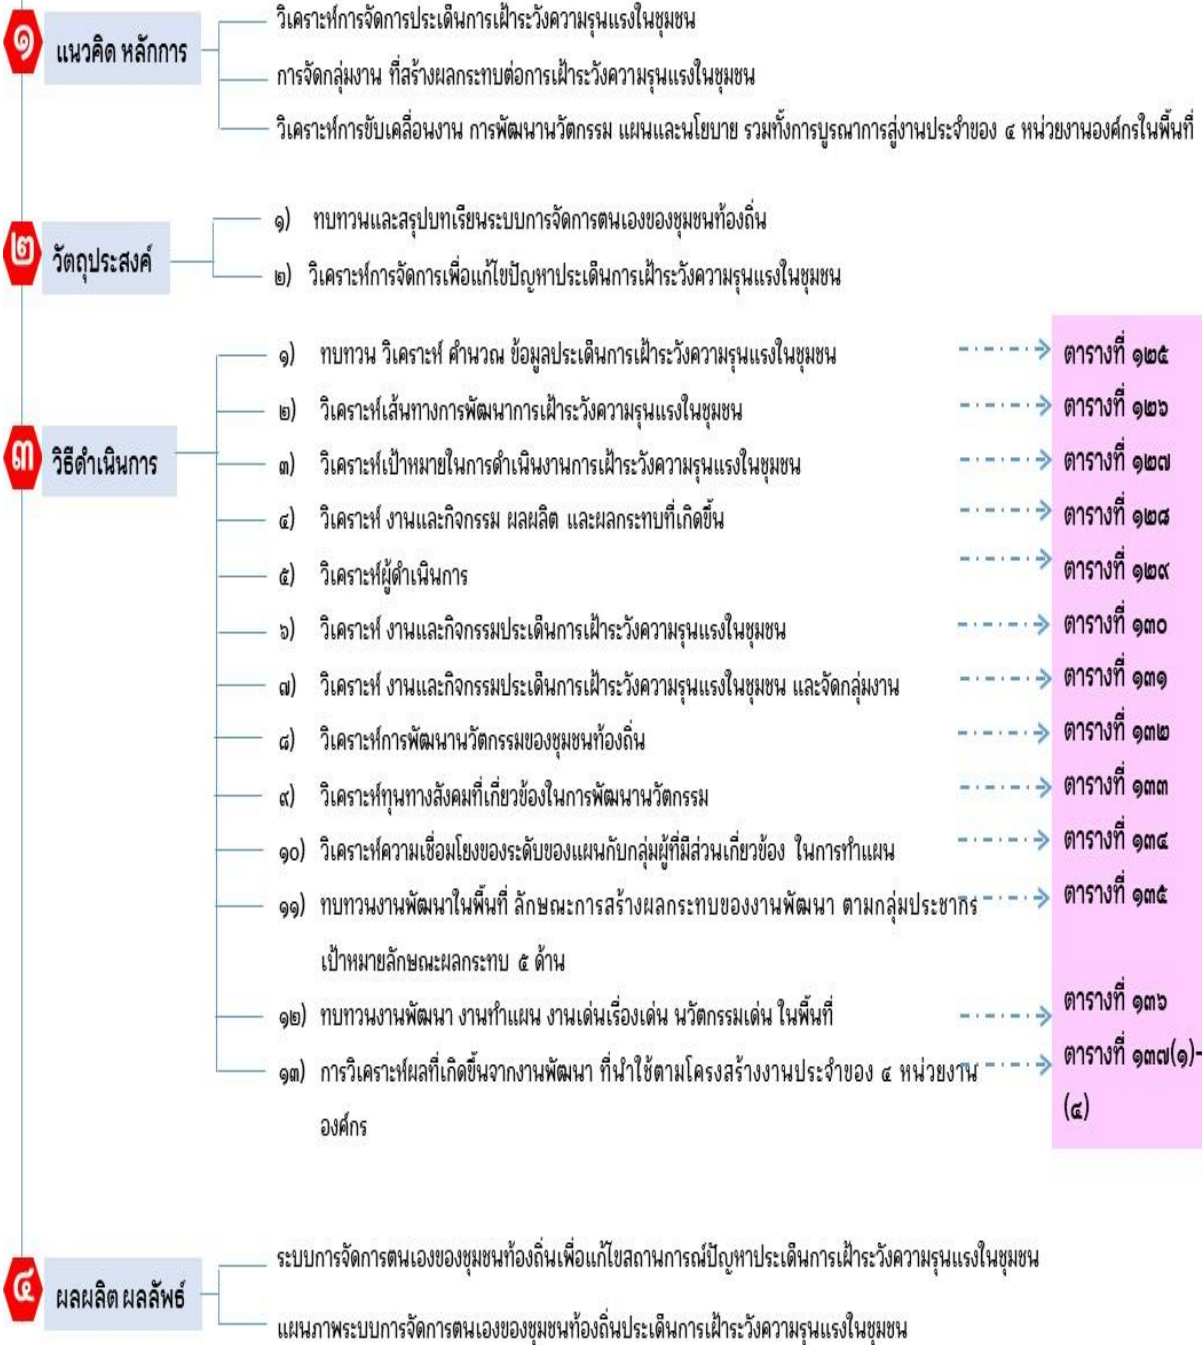 วิเคราะห์การจัดการประเด็นการเฝ้าระวังความรุนแรงในชุมชน
๑ แนวคิด หลักการ
การจัดกลุ่มงาน ที่สร้างผลกระทบต่อการเฝ้าระวังความรุนแรงในชุมชน
วิเคราะห์การขับเคลื่อนงาน การพัฒนานวัตกรรม แผนและนโยบาย รวมทั้งการบูรณาการสู่งานประจำของ ๔ หน่วยงานองค์กรในพื้นที่
๑) ทบทวนและสรุปบทเรียนระบบการจัดการตนเองของชุมชนท้องถิ่น
๒ วัตถุประสงค์
๒) วิเคราะห์การจัดการเพื่อแก้ไขปัญหาประเด็นการเฝ้าระวังความรุนแรงในชุมชน
๑) ทบทวน วิเคราะห์ คำนวณ ข้อมูลประเด็นการเฝ้าระวังความรุนแรงในชุมชน ตารางที่ ๑๒๕
๒) วิเคราะห์เส้นทางการพัฒนาการเฝ้าระวังความรุนแรงในชุมชน ตารางที่ ๑๒๖
๓ วิธีดำเนินการ
๓) วิเคราะห์เป้าหมายในการดำเนินงานการเฝ้าระวังความรุนแรงในชุมชน ตารางที่ ๑๒๗
๔) วิเคราะห์ งานและกิจกรรม ผลผลิต และผลกระทบที่เกิดขึ้น ตารางที่ ๑๒๘
๕) วิเคราะห์ผู้ดำเนินการ ตารางที่ ๑๒๙
๖) วิเคราะห์ งานและกิจกรรมประเด็นการเฝ้าระวังความรุนแรงในชุมชน ตารางที่ ๑๓๐
๗) วิเคราะห์ งานและกิจกรรมประเด็นการเฝ้าระวังความรุนแรงในชุมชน และจัดกลุ่มงาน ตารางที่ ๑๓๑
๘) วิเคราะห์การพัฒนานวัตกรรมของชุมชนท้องถิ่น ตารางที่ ๑๓๒
๙) วิเคราะห์ทุนทางสังคมที่เกี่ยวข้องในการพัฒนานวัตกรรม ตารางที่ ๑๓๓
๑๐) วิเคราะห์ความเชื่อมโยงของระดับของแผนกับกลุ่มผู้ที่มีส่วนเกี่ยวข้อง ในการทำแผน ตารางที่ ๑๓๔
๑๑) ทบทวนงานพัฒนาในพื้นที่ ลักษณะการสร้างผลกระทบของงานพัฒนา ตามกลุ่มประชากร ตารางที่ ๑๓๕
เป้าหมายลักษณะผลกระทบ ๕ ด้าน
๑๒) ทบทวนงานพัฒนา งานทำแผน งานเด่นเรื่องเด่น นวัตกรรมเด่น ในพื้นที่ ตารางที่ ๑๓๖
๑๓) การวิเคราะห์ผลที่เกิดขึ้นจากงานพัฒนา ที่นำใช้ตามโครงสร้างงานประจำของ ๔ หน่วยงาน ตารางที่ ๑๓๗(๑)-
องค์กร (๔)
ระบบการจัดการตนเองของชุมชนท้องถิ่นเพื่อแก้ไขสถานการณ์ปัญหาประเด็นการเฝ้าระวังความรุนแรงในชุมชน
๔ ผลผลิต ผลลัพธ์
แผนภาพระบบการจัดการตนเองของชุมชนท้องถิ่นประเด็นการเฝ้าระวังความรุนแรงในชุมชน